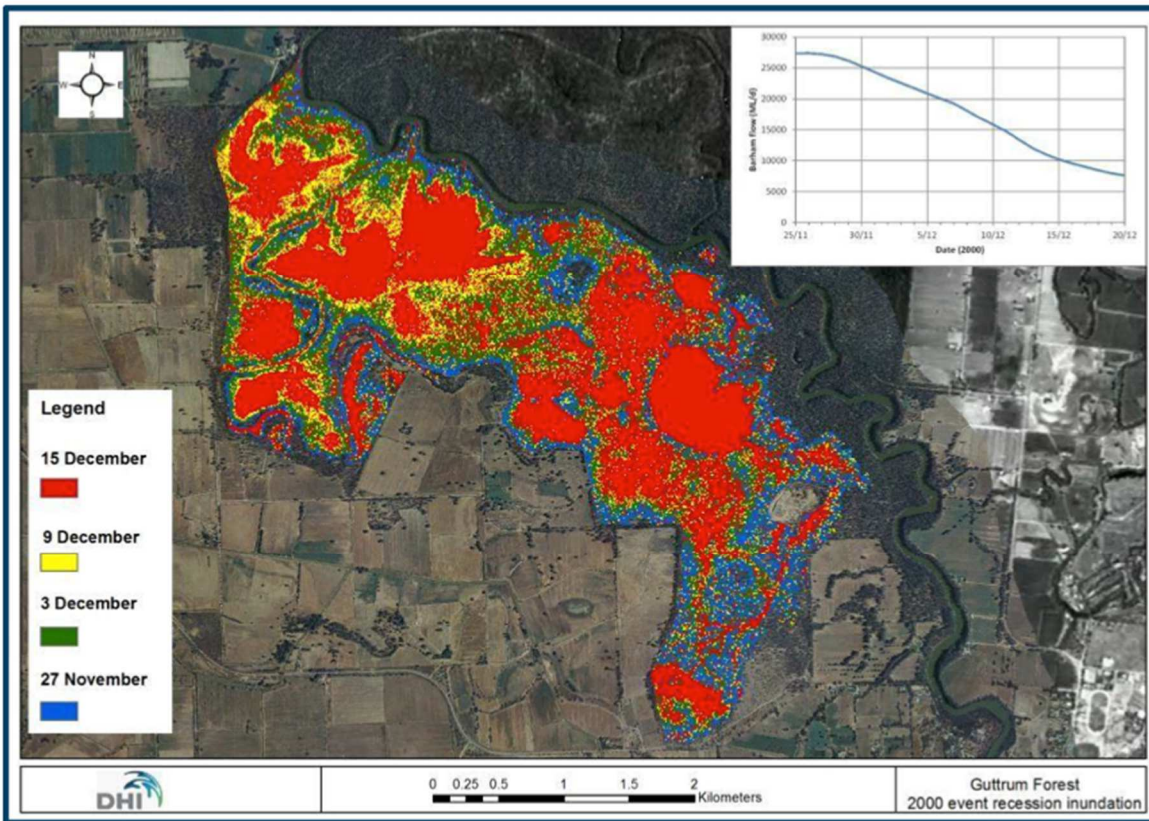 N
W E
S
30000
25000
20000
15000
10000
5000
0
Barham flow (ML/d)
25/11 30/11 5/12 10/12 15/12 20/12
Date (2000)
Legend
15 December
9 December
3 December
27 November
DHI
0 0.25 0.5 1 1.5 2
Kilometers
Guttrum Forest
2000 event recession inundation